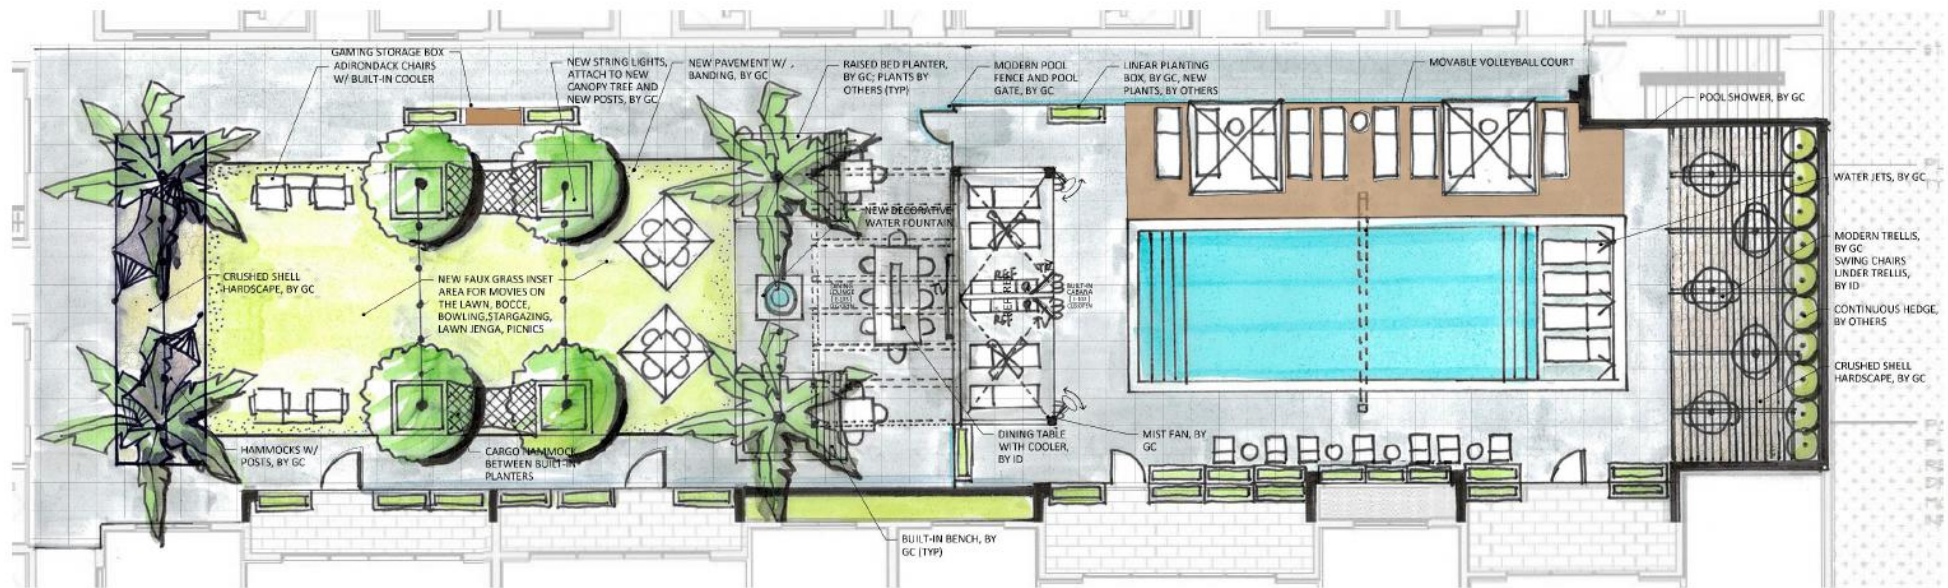 GAMING STORAGE BOX
ADIRONDACK CHAIRS
W/ BUILT-IN COOLER
NEW STRING LIGHTS,
ATTACH TO NEW
CANOPY TREE AND
NEW POSTS, BY GC
NEW PAVEMENT W/
BANDING, BY GC
RAISED BED PLANTER,
BY GC; PLANTS BY
OTHERS (TYP)
MODERN POOL
FENCE AND POOL
GATE, BY GC
LINEAR PLANTING
BOX, BY GC, NEW
PLANTS, BY OTHERS
MOVABLE VOLLEYBALL COURT
POOL SHOWER, BY GC
WATER JETS, BY GC
NEW DECORATIVE
WATER FOUNTAIN
MODERN TRELLIS,
BY GC
SWING CHAIRS
UNDER TRELLIS,
BY ID
CRUSHED SHELL
HARDSCAPE, BY GC
NEW FAUX GRASS INSET
AREA FOR MOVIES ON
THE LAWN, BOCCE,
BOWLING,STARGAZING,
LAWN JENGA, PICNICS
DINING
LOUNGE
BUILT-IN
CABANA
CONTINUOUS HEDGE,
BY OTHERS
CRUSHED SHELL
HARDSCAPE, BY GC
HAMMOCKS W/
POSTS, BY GC
CARGO HAMMOCK
BETWEEN BUILT-IN
PLANTERS
DINING TABLE
WITH COOLER,
BY ID
MIST FAN, BY
GC
BUILT-IN BENCH, BY
GC (TYP)